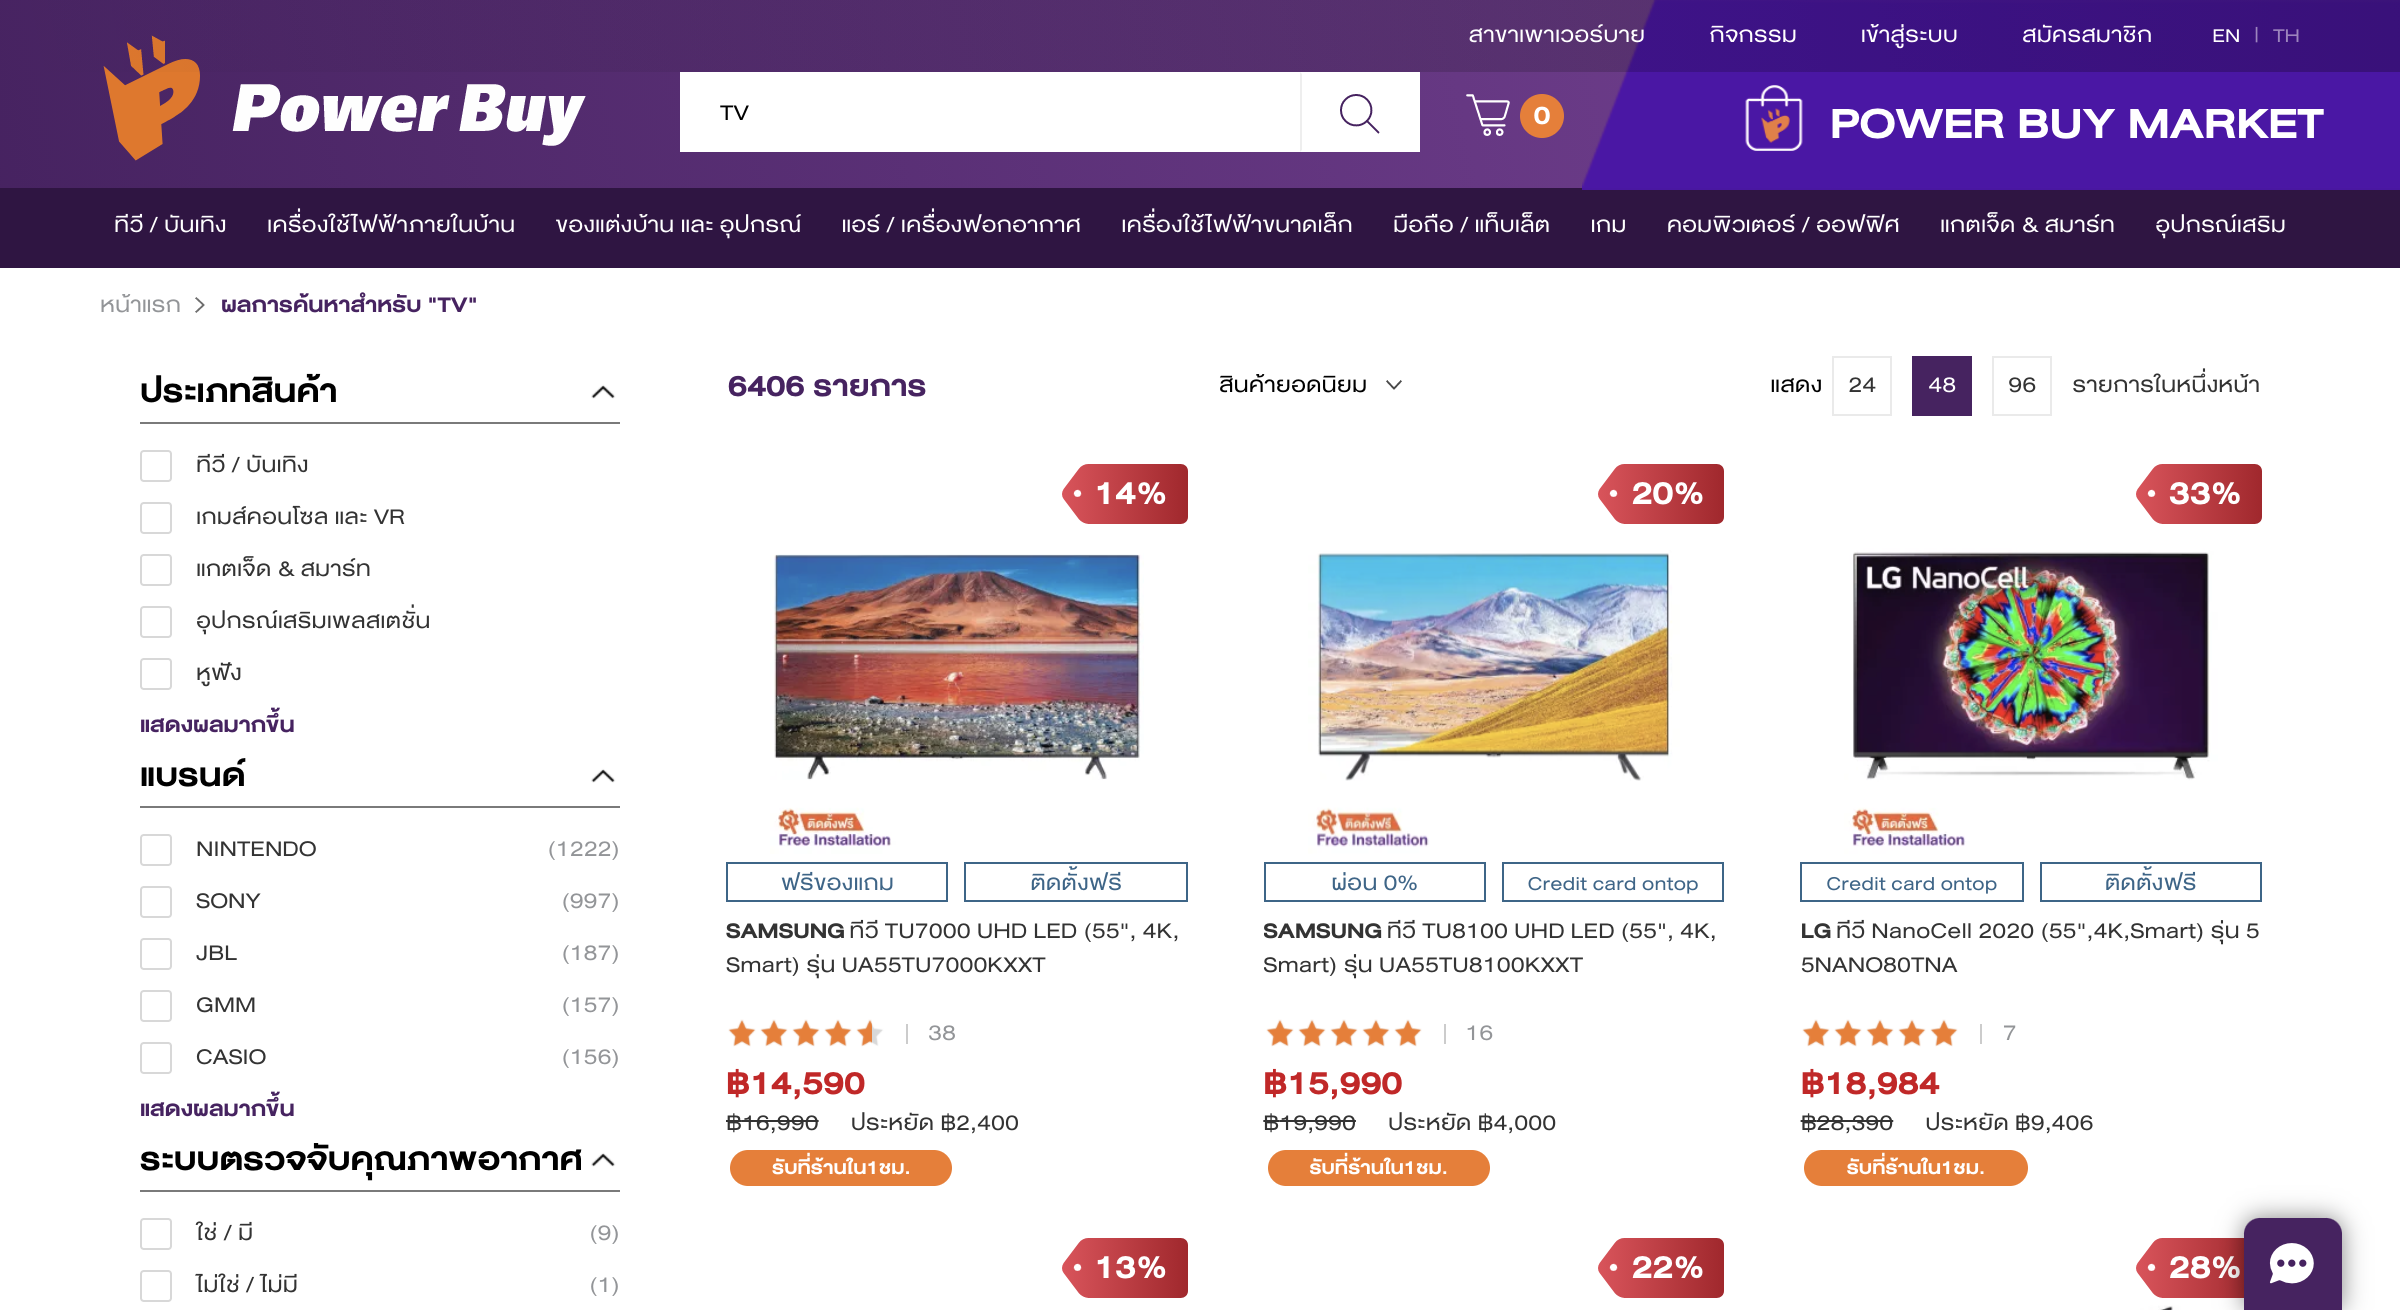 สาขาเพาเวอร์บาย กิจกรรม เข้าสู่ระบบ สมัครสมาชิก EN | TH
Power Buy
TV
0
POWER BUY MARKET
ทีวี / บันเทิง เครื่องใช้ไฟฟ้าภายในบ้าน ของแต่งบ้าน และ อุปกรณ์ แอร์ / เครื่องฟอกอากาศ เครื่องใช้ไฟฟ้าขนาดเล็ก มือถือ / แท็บเล็ต เกม คอมพิวเตอร์ / ออฟฟิศ แกตเจ็ด & สมาร์ท อุปกรณ์เสริม
หน้าแรก > ผลการค้นหาสำหรับ "TV"
ประเภทสินค้า
ทีวี / บันเทิง
เกมส์คอนโซล และ VR
แกตเจ็ด & สมาร์ท
อุปกรณ์เสริมเพลสเตชั่น
หูฟัง
แสดงผลมากขึ้น
แบรนด์
NINTENDO (1222)
SONY (997)
JBL (187)
GMM (157)
CASIO (156)
แสดงผลมากขึ้น
ระบบตรวจจับคุณภาพอากาศ
ใช่ / มี (9)
ไม่ใช่ / ไม่มี (1)
6406 รายการ
สินค้ายอดนิยม
แสดง 24 48 96 รายการในหนึ่งหน้า
14%
ติดตั้งฟรี
Free Installation
ฟรีของแถม ติดตั้งฟรี
SAMSUNG ทีวี TU7000 UHD LED (55", 4K,
Smart) รุ่น UA55TU7000KXXT
38
฿14,590
฿16,990 ประหยัด ฿2,400
รับที่ร้านใน1ชม.
20%
ติดตั้งฟรี
Free Installation
ผ่อน 0% Credit card ontop
SAMSUNG ทีวี TU8100 UHD LED (55", 4K,
Smart) รุ่น UA55TU8100KXXT
16
฿15,990
฿19,990 ประหยัด ฿4,000
รับที่ร้านใน1ชม.
33%
LG NanoCell
ติดตั้งฟรี
Free Installation
Credit card ontop ติดตั้งฟรี
LG ทีวี NanoCell 2020 (55",4K,Smart) รุ่น 5
5NANO80TNA
7
฿18,984
฿28,390 ประหยัด ฿9,406
รับที่ร้านใน1ชม.
13%
22%
28%